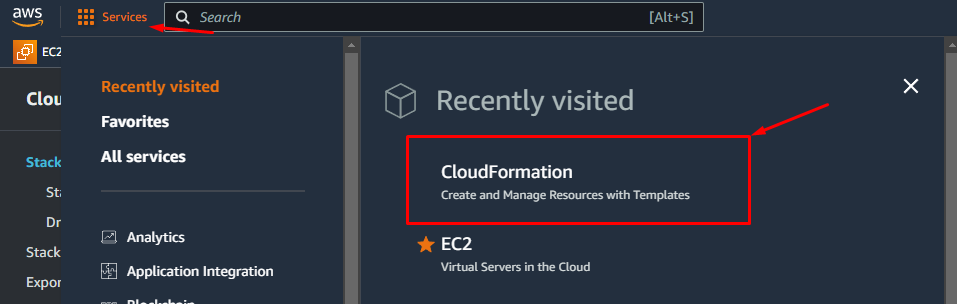 aws
Services
Search
[Alt+S]
EC2
Clou
Stack
Sta
Dr
Stack
Expor
Recently visited
Favorites
All services
Analytics
Application Integration
Blockchain
Recently visited
CloudFormation
Create and Manage Resources with Templates
EC2
Virtual Servers in the Cloud